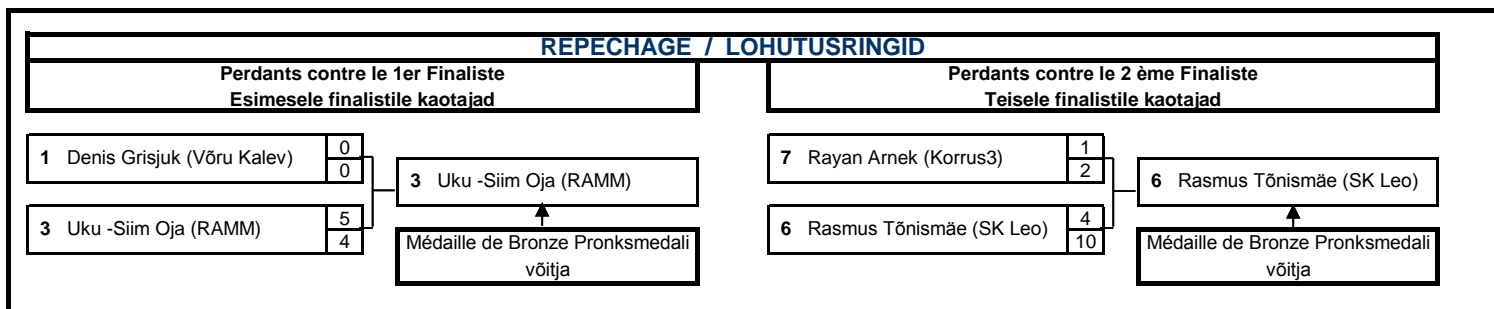 REPECHAGE / LOHUTUSRINGID
Perdants contre le 1er Finaliste
Esimesele finalistile kaotajad
Perdants contre le 2 ème Finaliste
Teisele finalistile kaotajad
1 Denis Grisjuk (Võru Kalev) 0
0
3 Uku -Siim Oja (RAMM)
3 Uku -Siim Oja (RAMM) 5
4
Médaille de Bronze Pronksmedali
võitja
7 Rayan Arnek (Korrus3) 1
2
6 Rasmus Tõnismäe (SK Leo)
6 Rasmus Tõnismäe (SK Leo) 4
10
Médaille de Bronze Pronksmedali
võitja